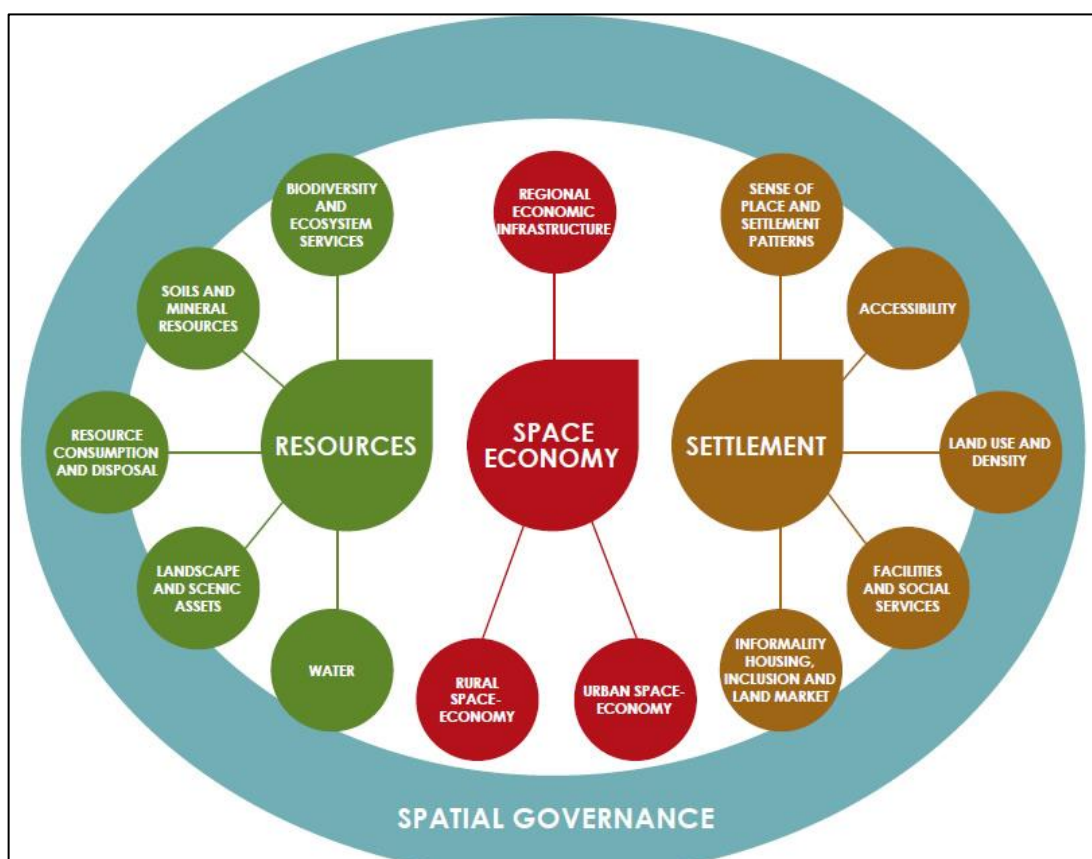 BIODIVERSITY
AND
ECOSYSTEM
SERVICES
SOILS AND
MINERAL
RESOURCES
RESOURCE
CONSUMPTION
AND DISPOSAL
LANDSCAPE
AND SCENIC
ASSETS
WATER
RESOURCES
REGIONAL
ECONOMIC
INFRASTRUCTURE
SPACE
ECONOMY
RURAL
SPACE-
ECONOMY
URBAN SPACE-
ECONOMY
SENSE OF
PLACE AND
SETTLEMENT
PATTERNS
ACCESSIBILITY
SETTLEMENT
LAND USE AND
DENSITY
FACILITIES
AND SOCIAL
SERVICES
INFORMALITY
HOUSING,
INCLUSION AND
LAND MARKET
SPATIAL GOVERNANCE